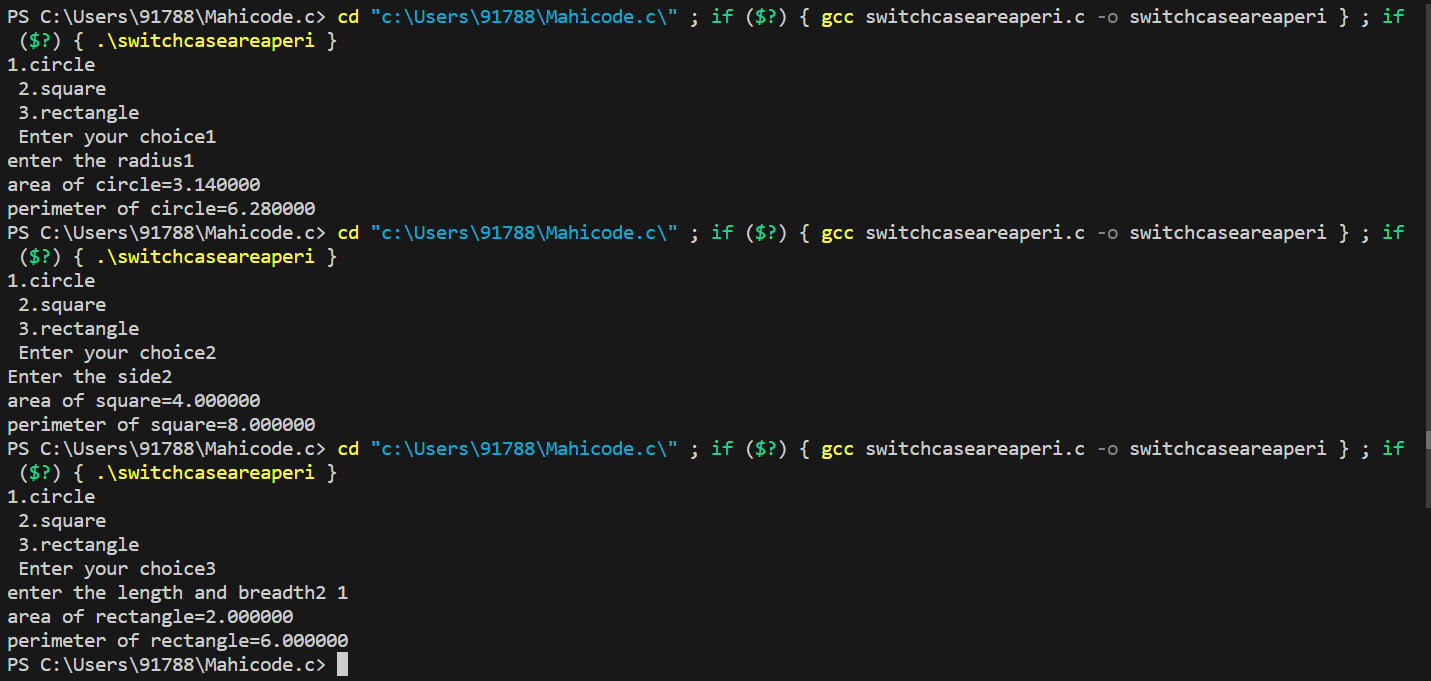 PS C:\Users\91788\Mahicode.c> cd "c:\Users\91788\Mahicode.c\" ; if ($?) { gcc switchcaseareaperi.c -o switchcaseareaperi } ; if
 ($?) { .\switchcaseareaperi }
1.circle
 2.square
 3.rectangle
 Enter your choice1
enter the radius1
area of circle=3.140000
perimeter of circle=6.280000
PS C:\Users\91788\Mahicode.c> cd "c:\Users\91788\Mahicode.c\" ; if ($?) { gcc switchcaseareaperi.c -o switchcaseareaperi } ; if
 ($?) { .\switchcaseareaperi }
1.circle
 2.square
 3.rectangle
 Enter your choice2
Enter the side2
area of square=4.000000
perimeter of square=8.000000
PS C:\Users\91788\Mahicode.c> cd "c:\Users\91788\Mahicode.c\" ; if ($?) { gcc switchcaseareaperi.c -o switchcaseareaperi } ; if
 ($?) { .\switchcaseareaperi }
1.circle
 2.square
 3.rectangle
 Enter your choice3
enter the length and breadth2 1
area of rectangle=2.000000
perimeter of rectangle=6.000000
PS C:\Users\91788\Mahicode.c>